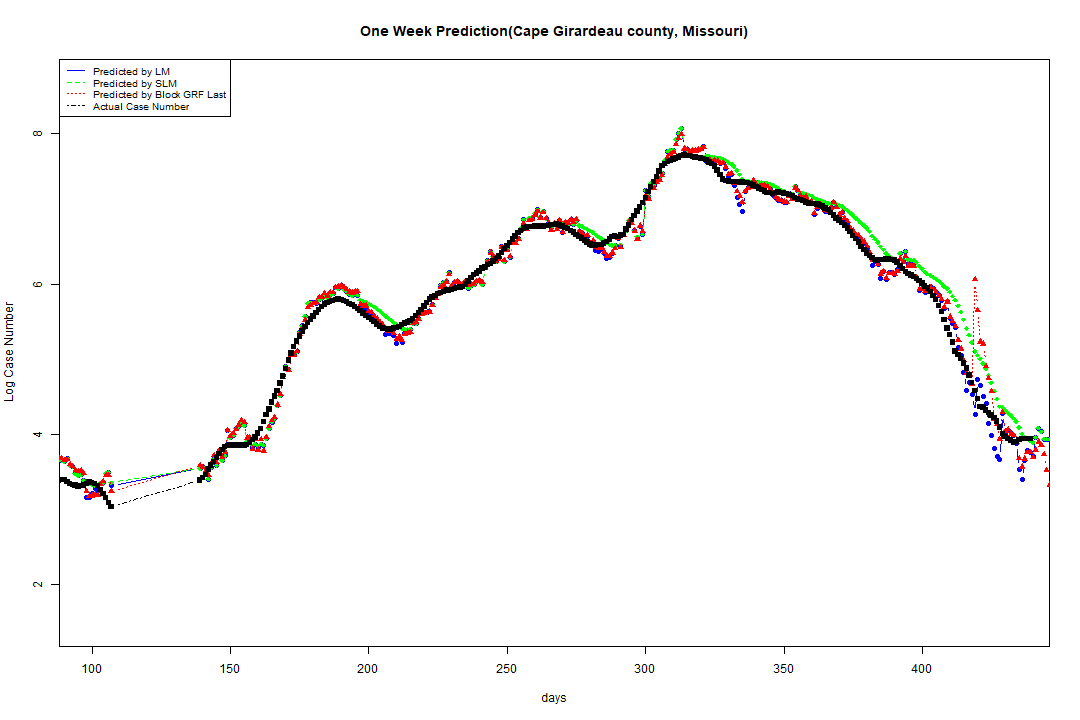 One Week Prediction(Cape Girardeau county, Missouri)
Predicted by LM
Predicted by SLM
Predicted by Block GRF Last
Actual Case Number
Log Case Number
8
6
4
2
100 150 200 250 300 350 400
days